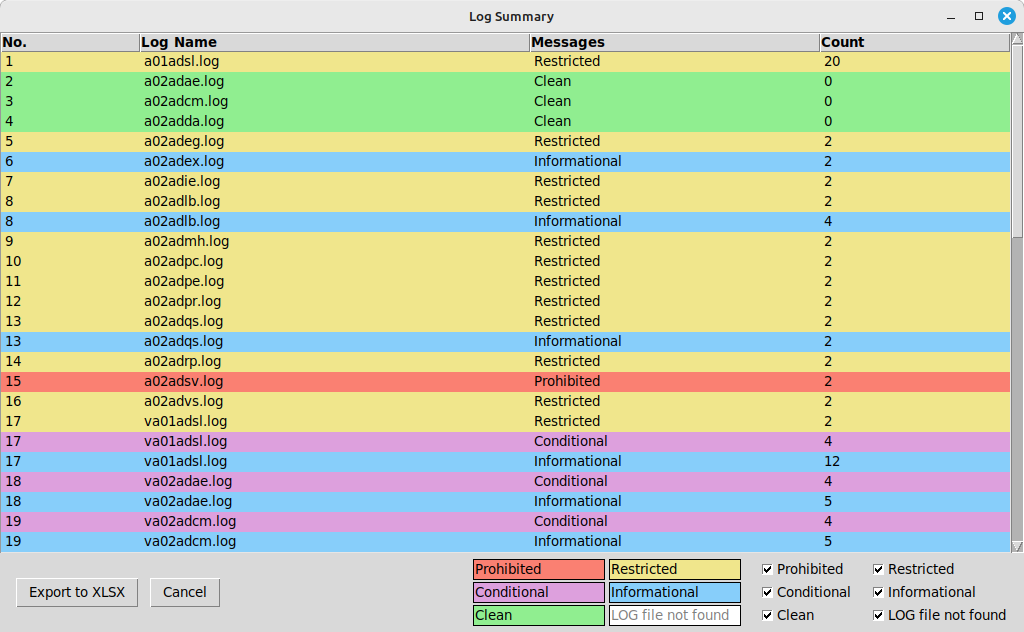 Log Summary
No. Log Name Messages Count
1 a01adsl.log Restricted 20
2 a02adae.log Clean 0
3 a02adcm.log Clean 0
4 a02adda.log Clean 0
5 a02adeg.log Restricted 2
6 a02adex.log Informational 2
7 a02adie.log Restricted 2
8 a02adlb.log Restricted 2
8 a02adlb.log Informational 4
9 a02admh.log Restricted 2
10 a02adpc.log Restricted 2
11 a02adpe.log Restricted 2
12 a02adpr.log Restricted 2
13 a02adqs.log Restricted 2
13 a02adqs.log Informational 2
14 a02adrp.log Restricted 2
15 a02adsv.log Prohibited 2
16 a02advs.log Restricted 2
17 va01adsl.log Restricted 2
17 va01adsl.log Conditional 4
17 va01adsl.log Informational 12
18 va02adae.log Conditional 4
18 va02adae.log Informational 5
19 va02adcm.log Conditional 4
19 va02adcm.log Informational 5
Export to XLSX Cancel
Prohibited Restricted
Conditional Informational
Clean LOG file not found
Prohibited Restricted
Conditional Informational
Clean LOG file not found